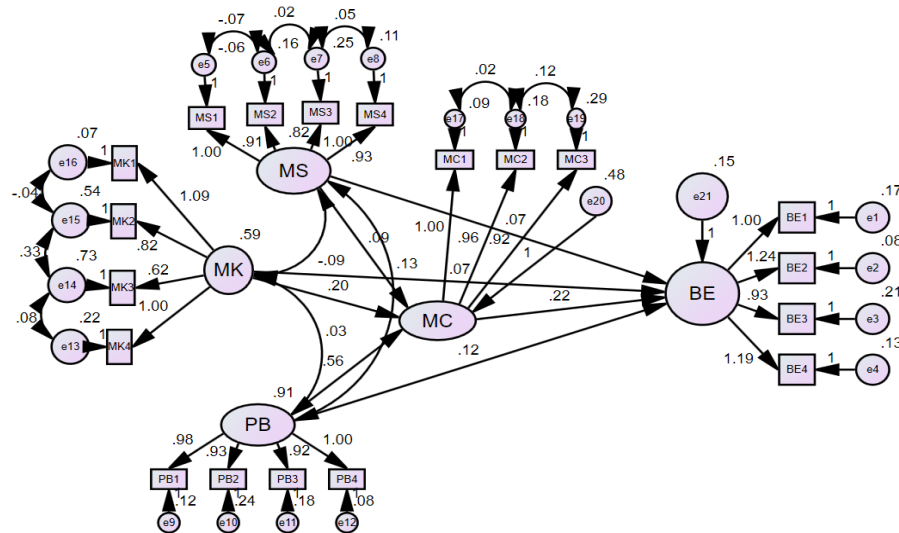 -.07 .02 .05
-.06 .16 .25 .11
e5 e6 e7 e8
1 1 1 1
MS1 MS2 MS3 MS4
1.00 .91 .82 1.00 .93
MS
.02 .12
.09 .18 .29
e17 e18 e19
1 1 1
MC1 MC2 MC3
e20 .48
1.00 .96 .92 .07 1
.07
MC
.07
e16 1 MK1
-.04 .54
e15 1 MK2
.33 .73
e14 1 MK3
.08 .22
e13 1 MK4
1.09
.82
.62
1.00
MK .59
-.09
.20
.09
.13
.03
.56
.22
.12
.15
e21
1
BE
1.00 BE1 1 e1 .17
1.24 BE2 1 e2 .08
.93 BE3 1 e3 .21
1.19 BE4 1 e4 .13
.91
PB
.98 .93 .92 1.00
PB1 PB2 PB3 PB4
1 1 1 1
.12 .24 .18 .08
e9 e10 e11 e12